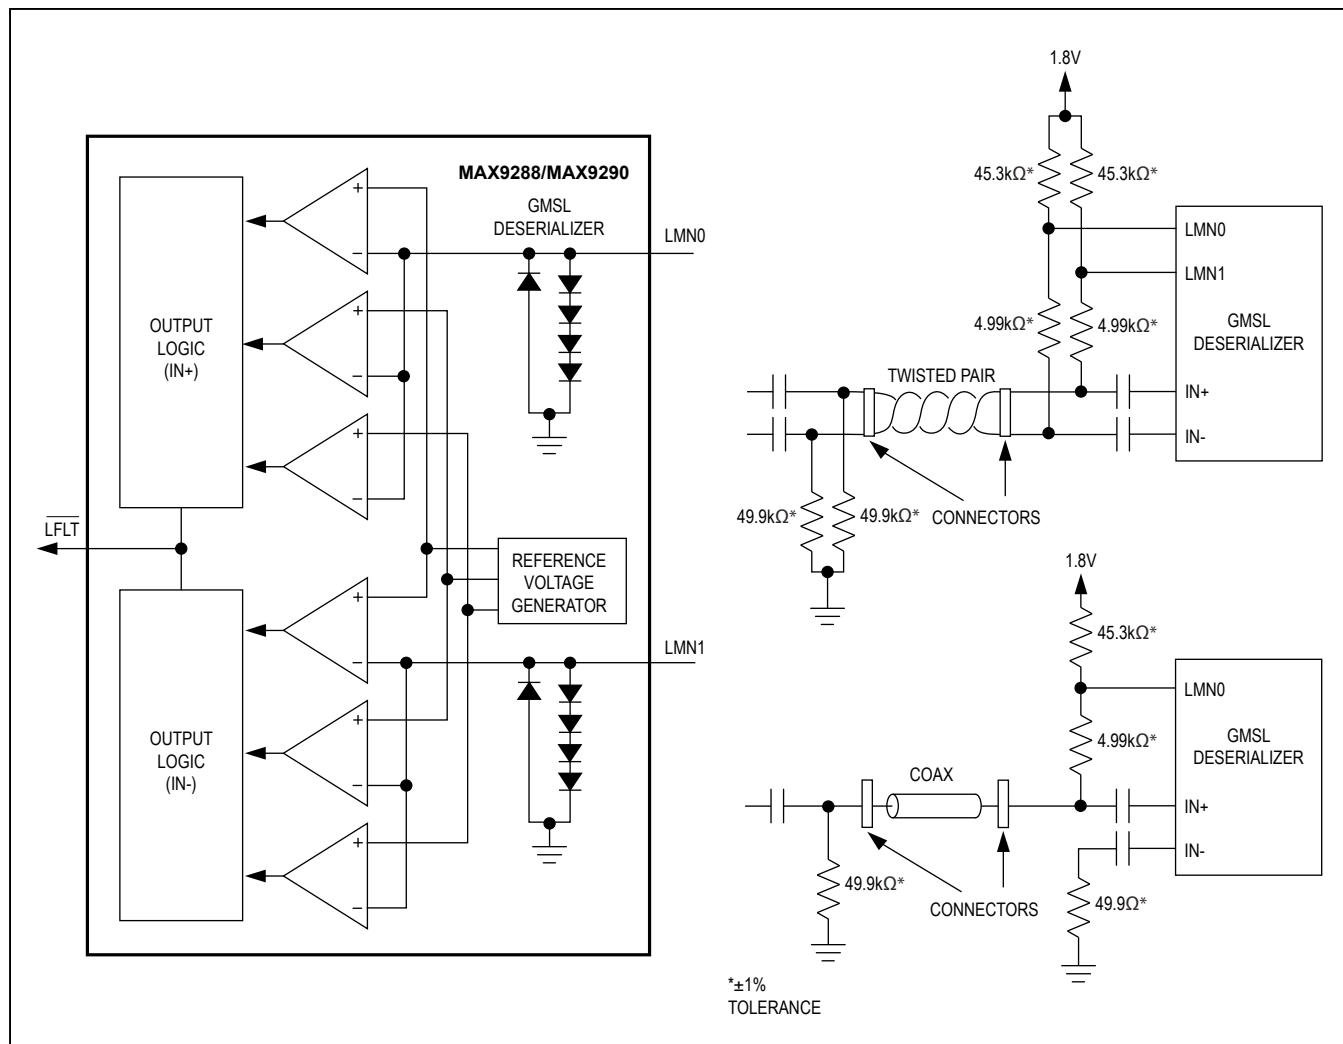 MAX9288/MAX9290
GMSL
DESERIALIZER
LMN0
+
−
+
−
+
−
OUTPUT
LOGIC
(IN+)
LFLT
REFERENCE
VOLTAGE
GENERATOR
LMN1
+
−
+
−
+
−
OUTPUT
LOGIC
(IN-)
1.8V
45.3kΩ*
45.3kΩ*
LMN0
LMN1
4.99kΩ*
4.99kΩ*
GMSL
DESERIALIZER
TWISTED PAIR
IN+
IN-
49.9kΩ*
49.9kΩ*
CONNECTORS
1.8V
45.3kΩ*
LMN0
4.99kΩ*
GMSL
DESERIALIZER
COAX
IN+
IN-
49.9kΩ*
CONNECTORS
49.9Ω*
*±1%
TOLERANCE